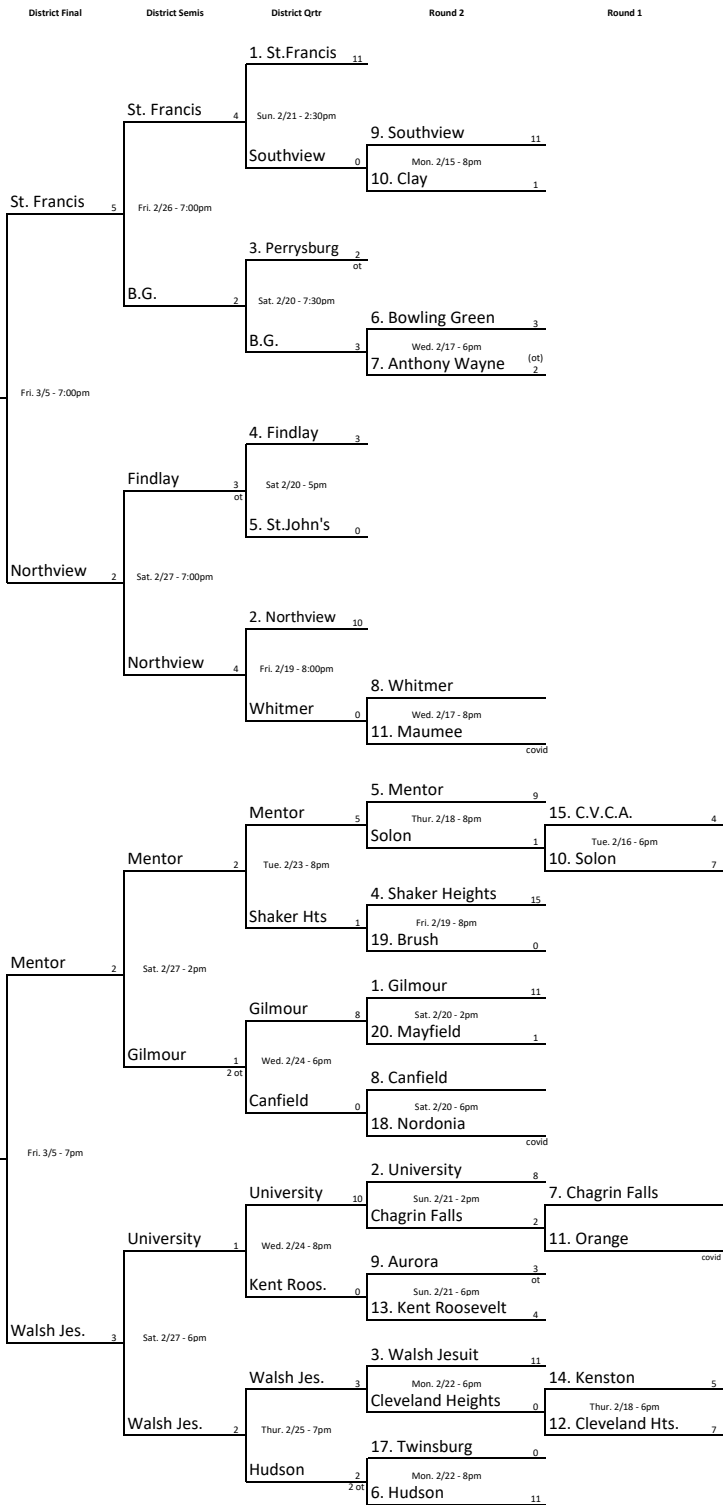 District Final District Semis District Qrtr Round 2 Round 1
1. St.Francis 11
St. Francis 4 Sun. 2/21 - 2:30pm
9. Southview 11
Southview 0 Mon. 2/15 - 8pm
10. Clay 1
St. Francis 5 Fri. 2/26 - 7:00pm
3. Perrysburg 2
ot
B.G. 2 Sat. 2/20 - 7:30pm
6. Bowling Green 3
B.G. 3 Wed. 2/17 - 6pm
7. Anthony Wayne (ot)
2
Fri. 3/5 - 7:00pm
4. Findlay 3
Findlay 3 Sat 2/20 - 5pm
ot
5. St.John's 0
Northview 2 Sat. 2/27 - 7:00pm
2. Northview 10
Northview 4 Fri. 2/19 - 8:00pm
8. Whitmer
Whitmer 0 Wed. 2/17 - 8pm
11. Maumee
covid
5. Mentor 9
Mentor 5 Thur. 2/18 - 8pm 15. C.V.C.A. 4
Solon 1 Tue. 2/16 - 6pm
Mentor 2 Tue. 2/23 - 8pm 10. Solon 7
4. Shaker Heights 15
Shaker Hts 1 Fri. 2/19 - 8pm
19. Brush 0
Mentor 2 Sat. 2/27 - 2pm
1. Gilmour 11
Gilmour 8 Sat. 2/20 - 2pm
20. Mayfield 1
Gilmour 1 Wed. 2/24 - 6pm
2 ot
8. Canfield
Canfield 0 Sat. 2/20 - 6pm
18. Nordonia
covid
Fri. 3/5 - 7pm
2. University 8
University 10 Sun. 2/21 - 2pm 7. Chagrin Falls
Chagrin Falls 2
University 1 Wed. 2/24 - 8pm 11. Orange
covid
9. Aurora 3
ot
Kent Roos. 0 Sun. 2/21 - 6pm
13. Kent Roosevelt 4
Walsh Jes. 3 Sat. 2/27 - 6pm
3. Walsh Jesuit 11
Walsh Jes. 3 Mon. 2/22 - 6pm 14. Kenston 5
Cleveland Heights 0 Thur. 2/18 - 6pm
Walsh Jes. 2 Thur. 2/25 - 7pm 12. Cleveland Hts. 7
17. Twinsburg 0
Hudson 2 Mon. 2/22 - 8pm
2 ot
6. Hudson 11